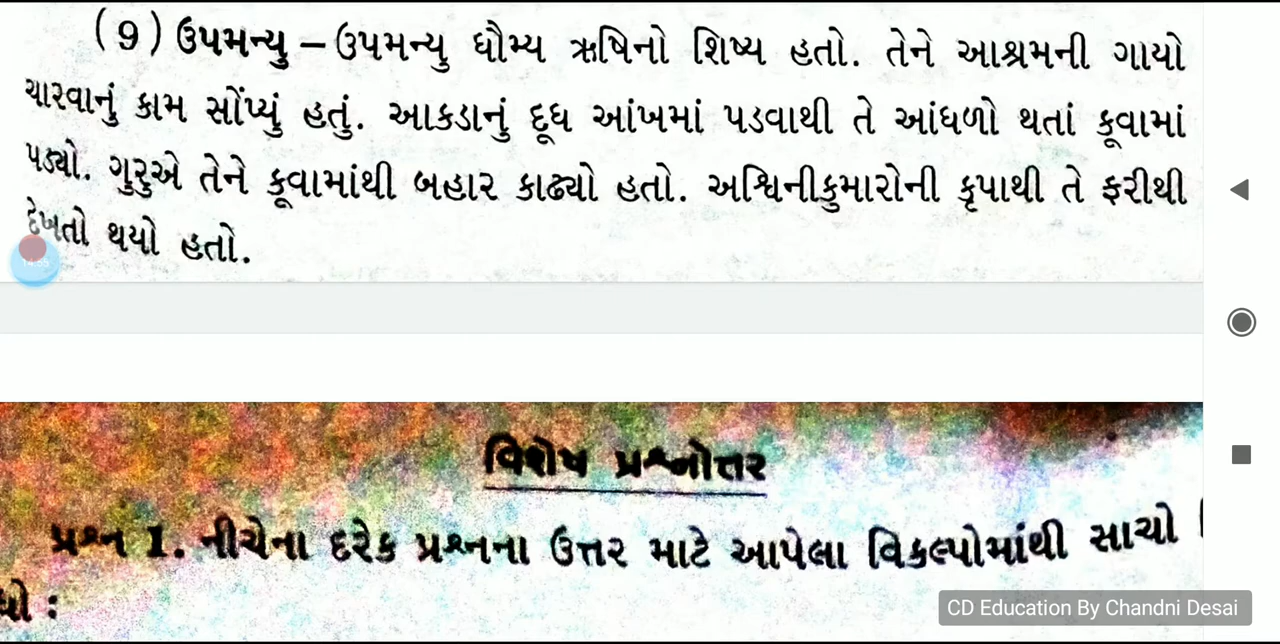 (9) ઉપમન્યુ – ઉપમન્યુ ધૌમ્ય ઋષિનો શિષ્ય હતો. તેને આશ્રમની ગાયો
ચારવાનું કામ સોંપ્યું હતું. આકડાનું દૂધ આંખમાં પડવાથી તે આંધળો થતાં કૂવામાં
પડ્યો. ગુરુએ તેને કૂવામાંથી બહાર કાઢ્યો હતો. અશ્વિનીકુમારોની કૃપાથી તે ફરીથી
દેખતો થયો હતો.
વિશેષ પ્રશ્નોત્તર
પ્રશ્ન 1. નીચેના દરેક પ્રશ્નના ઉત્તર માટે આપેલા વિકલ્પોમાંથી સાચો
:
CD Education By Chandni Desai